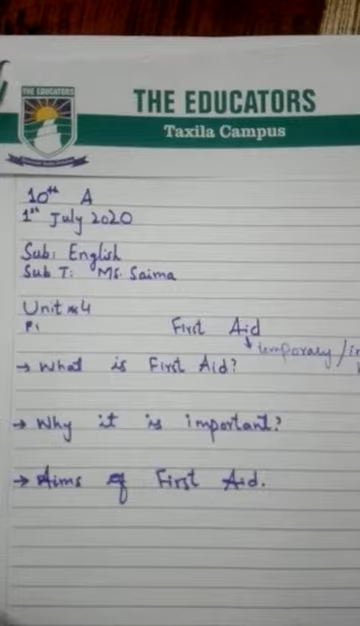 THE EDUCATORS
THE EDUCATORS
Taxila Campus
10th A
1st July 2020
Sub: English
Sub T: Ms. Saima
Unit # 4
P1
First Aid
temporary /
→ What is First Aid?
→ Why it is important?
→ Aims of First Aid.